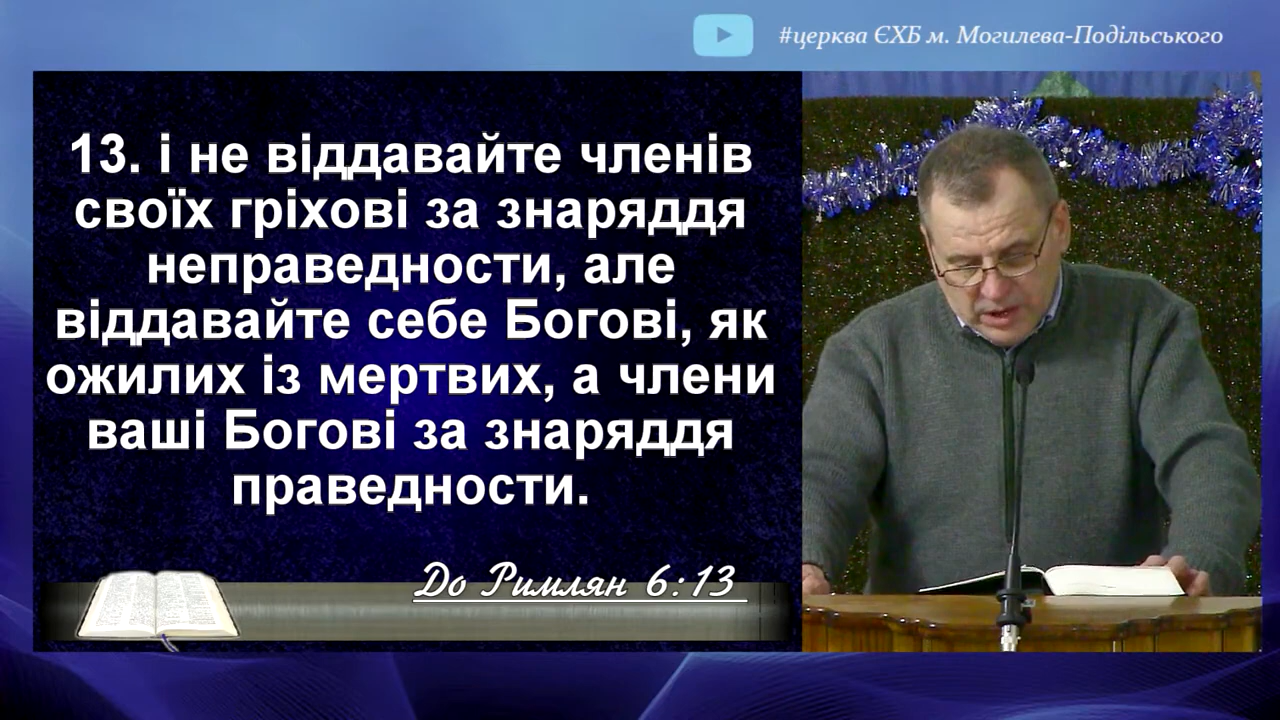 #церква ЄХБ м. Могилева-Подільського
13. і не віддавайте членів
своїх гріхові за знаряддя
неправедности, але
віддавайте себе Богові, як
ожилих із мертвих, а члени
ваші Богові за знаряддя
праведности.
До Римлян 6:13